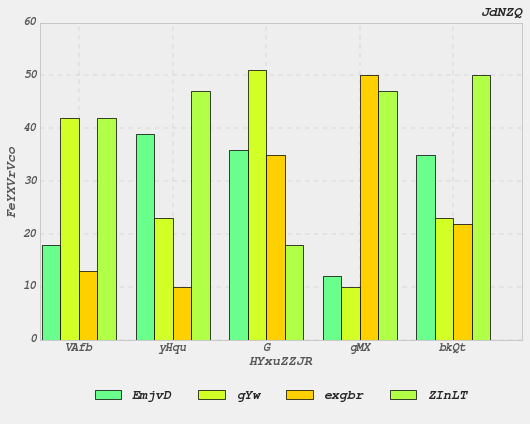 JdNZQ
60
50
40
30
20
10
0
FeYXVrVco
VAfb yHqu G gMX bkQt
HYxuZZJR
EmjvD gYw exgbr ZInLT